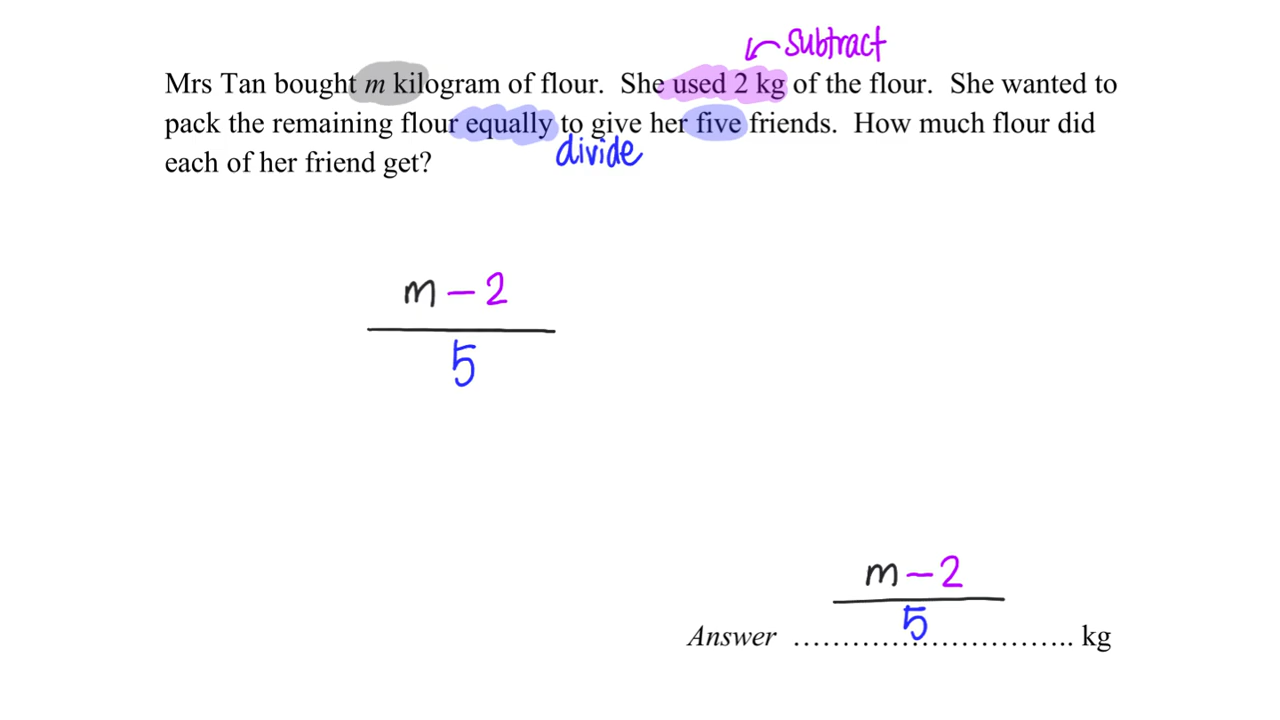 subtract
Mrs Tan bought m kilogram of flour. She used 2 kg of the flour. She wanted to
pack the remaining flour equally to give her five friends. How much flour did
divide
each of her friend get?
m – 2
5
m – 2
5
Answer ……………………….. kg